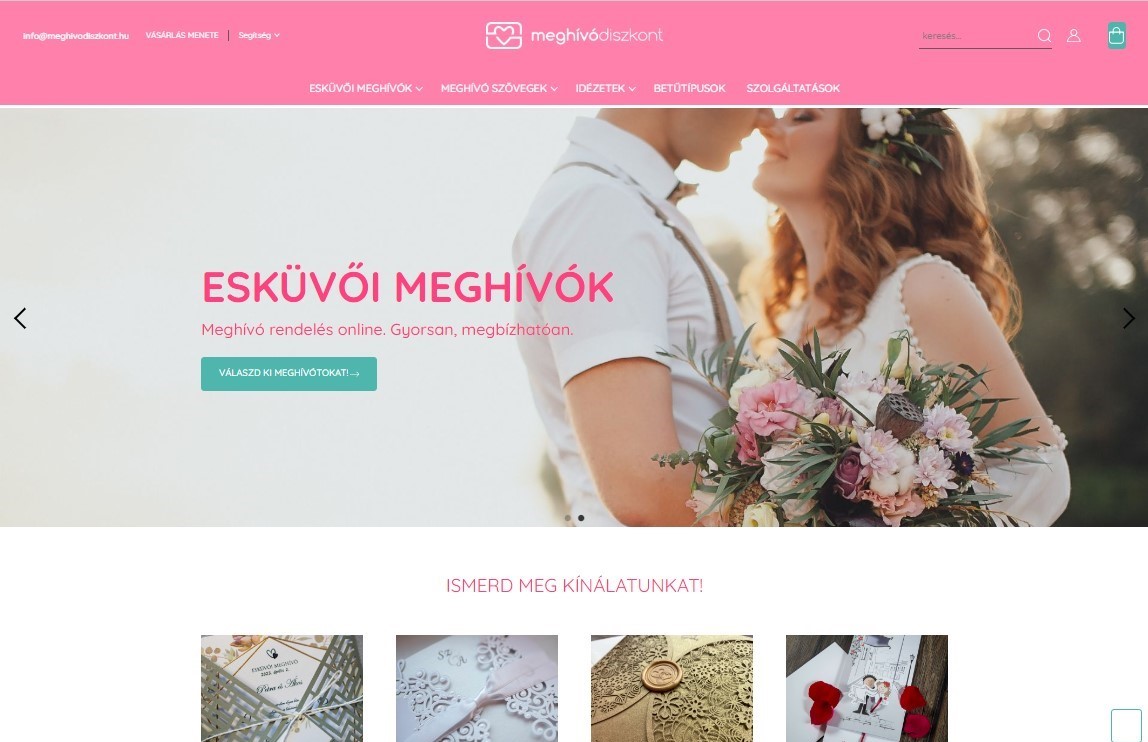 info@meghivodiszkont.hu
VÁSÁRLÁS MENETE
Segítség
meghívódiszkont
keresés...
ESKÜVŐI MEGHÍVÓK
MEGHÍVÓ SZÖVEGEK
IDÉZETEK
BETŰTÍPUSOK
SZOLGÁLTATÁSOK
ESKÜVŐI MEGHÍVÓK
Meghívó rendelés online. Gyorsan, megbízhatóan.
VÁLASZD KI MEGHÍVÓTOKAT!
ISMERD MEG KÍNÁLATUNKAT!
ESKÜVŐI MEGHÍVÓ